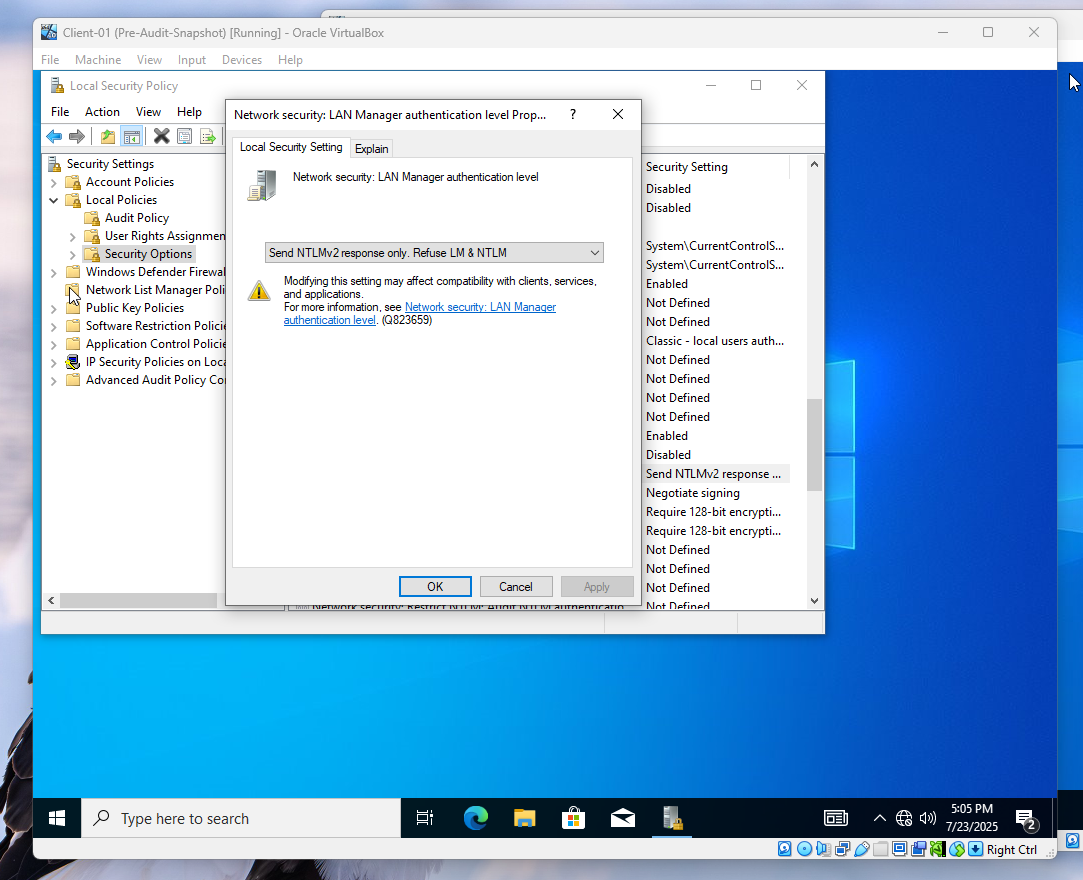 Client-01 (Pre-Audit-Snapshot) [Running] - Oracle VirtualBox
File Machine View Input Devices Help
Local Security Policy
File Action View Help
Network security: LAN Manager authentication level Prop... ?
Local Security Setting Explain
Network security: LAN Manager authentication level
Send NTLMv2 response only. Refuse LM & NTLM
Modifying this setting may affect compatibility with clients, services,
and applications.
For more information, see Network security: LAN Manager
authentication level. (Q823659)
OK Cancel Apply
Security Settings
Account Policies
Local Policies
Audit Policy
User Rights Assignmen
Security Options
Windows Defender Firewal
Network List Manager Poli
Public Key Policies
Software Restriction Policie
Application Control Policie
IP Security Policies on Loca
Advanced Audit Policy Co
Security Setting
Disabled
Disabled
System\CurrentControlS...
System\CurrentControlS...
Enabled
Not Defined
Not Defined
Classic - local users auth...
Not Defined
Not Defined
Not Defined
Not Defined
Enabled
Disabled
Send NTLMv2 response ...
Negotiate signing
Require 128-bit encrypti...
Require 128-bit encrypti...
Not Defined
Not Defined
Not Defined
Not Defined
Network security: Restrict NTLM: Audit NTLM authenticatio
Type here to search
5:05 PM
7/23/2025
2
Right Ctrl